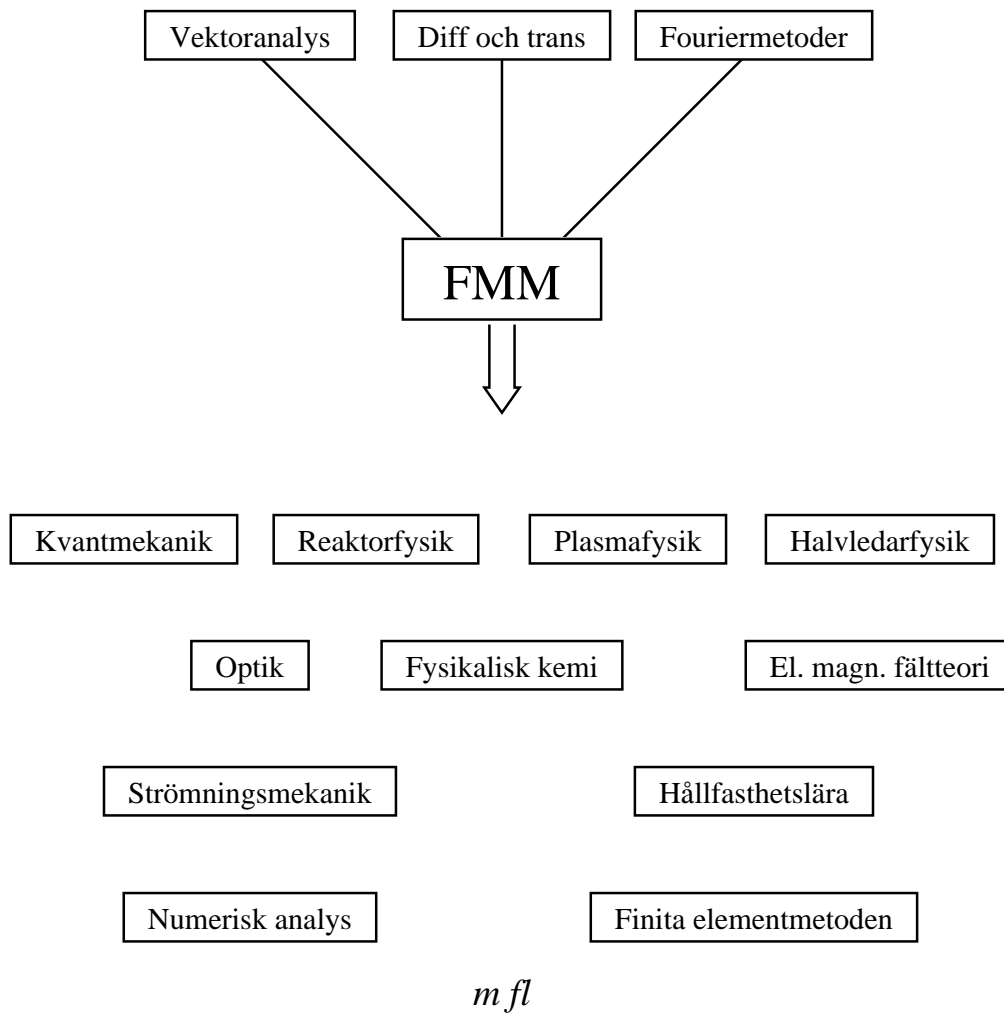 Vektoranalys
Diff och trans
Fouriermetoder
FMM
Kvantmekanik
Reaktorfysik
Plasmafysik
Halvledarfysik
Optik
Fysikalisk kemi
El. magn. fältteori
Strömningsmekanik
Hållfasthetslära
Numerisk analys
Finita elementmetoden
m fl